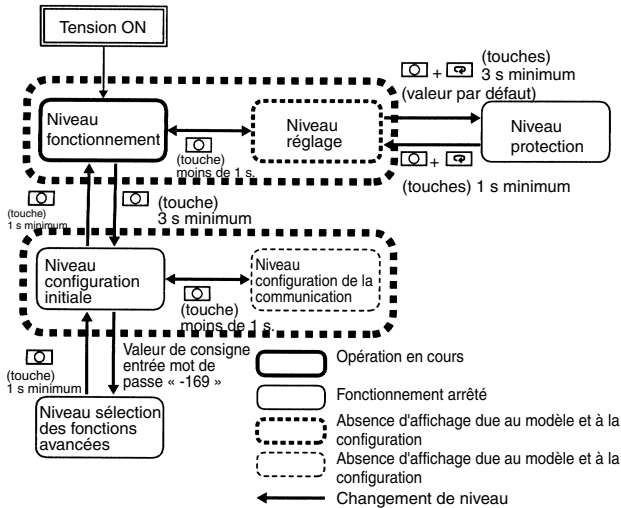 Tension ON
(touches)
+
3 s minimum
(valeur par défaut)
Niveau
fonctionnement
Niveau
réglage
Niveau
protection
(touche)
moins de 1 s.
+
(touches) 1 s minimum
(touche)
1 s minimum
(touche)
3 s minimum
Niveau
configuration
initiale
Niveau
configuration de la
communication
(touche)
moins de 1 s.
(touche)
1 s minimum
Valeur de consigne
entrée mot de
passe « -169 »
Niveau sélection
des fonctions
avancées
Opération en cours
Fonctionnement arrêté
Absence d'affichage due au modèle et à la
configuration
Absence d'affichage due au modèle et à la
configuration
Changement de niveau